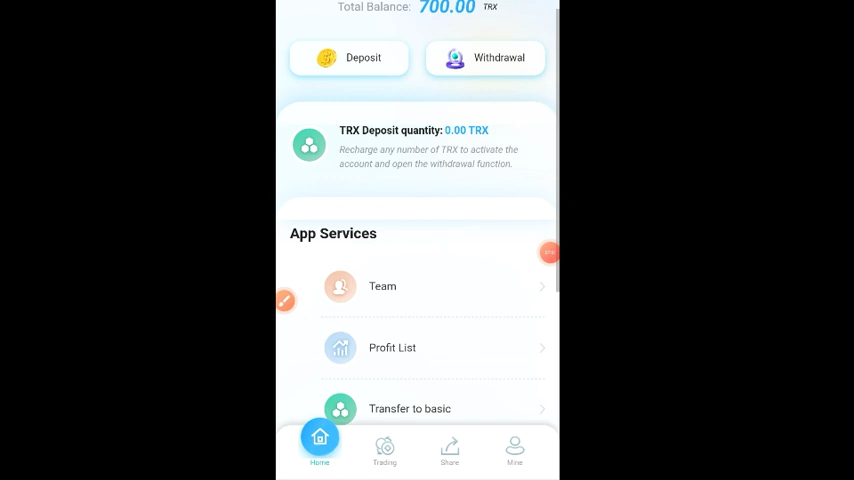 Total Balance: 700.00 TRX
Deposit
Withdrawal
TRX Deposit quantity: 0.00 TRX
Recharge any number of TRX to activate the
account and open the withdrawal function.
App Services
Team
Profit List
Transfer to basic
Home
Trading
Share
Mine